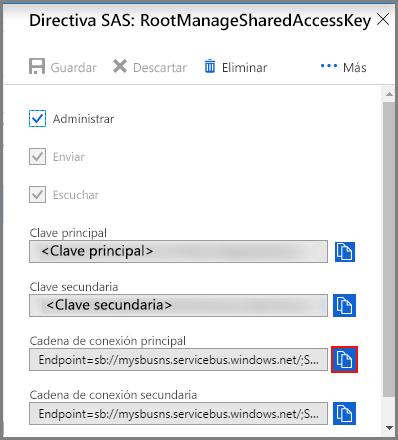 Directiva SAS: RootManageSharedAccessKey
Guardar Descartar Eliminar Más
Administrar
Enviar
Escuchar
Clave principal
<Clave principal>
Clave secundaria
<Clave secundaria>
Cadena de conexión principal
Endpoint=sb://mysbusns.servicebus.windows.net/;S...
Cadena de conexión secundaria
Endpoint=sb://mysbusns.servicebus.windows.net/;S...